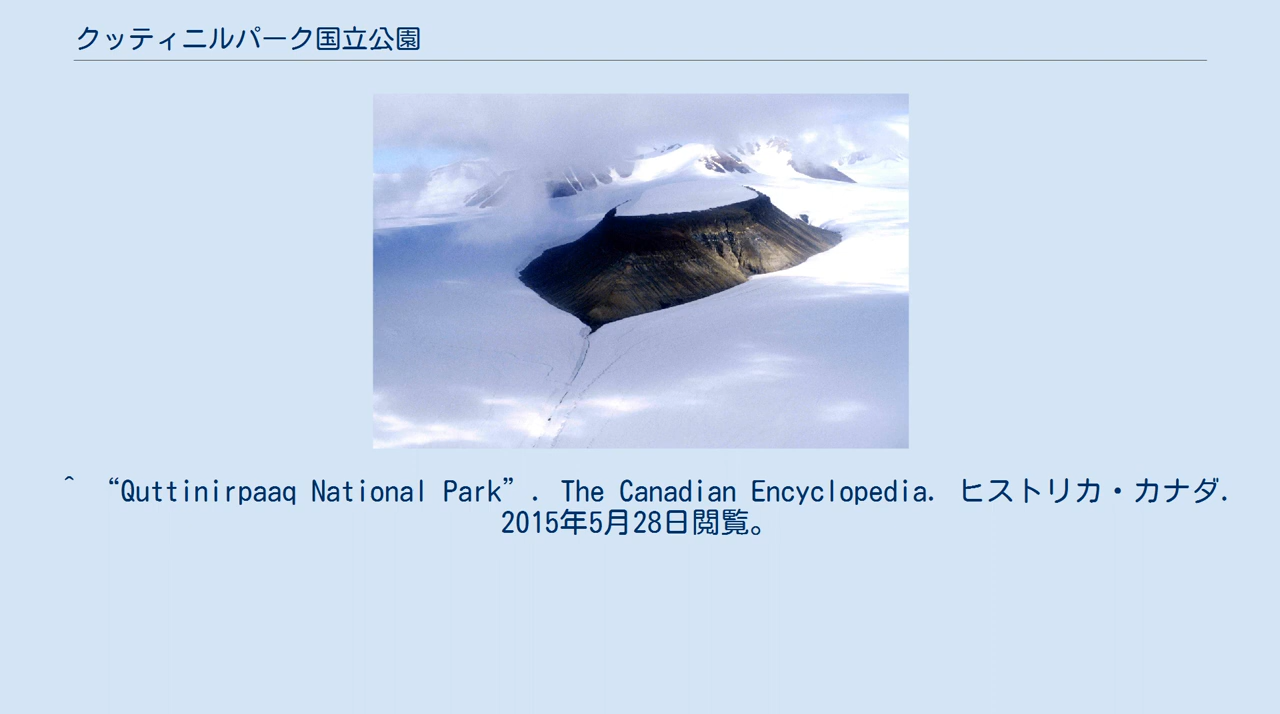 クッティニルパーク国立公園
^ “Quttinirpaaq National Park”. The Canadian Encyclopedia. ヒストリカ・カナダ.
2015年5月28日閲覧。